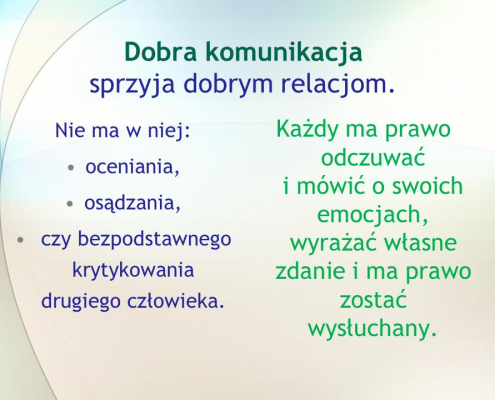 Dobra komunikacja
sprzyja dobrym relacjom.
Nie ma w niej:
• oceniania,
• osądzania,
• czy bezpodstawnego
krytykowania
drugiego człowieka.
Każdy ma prawo
odczuwać
i mówić o swoich
emocjach,
wyrażać własne
zdanie i ma prawo
zostać
wysłuchany.